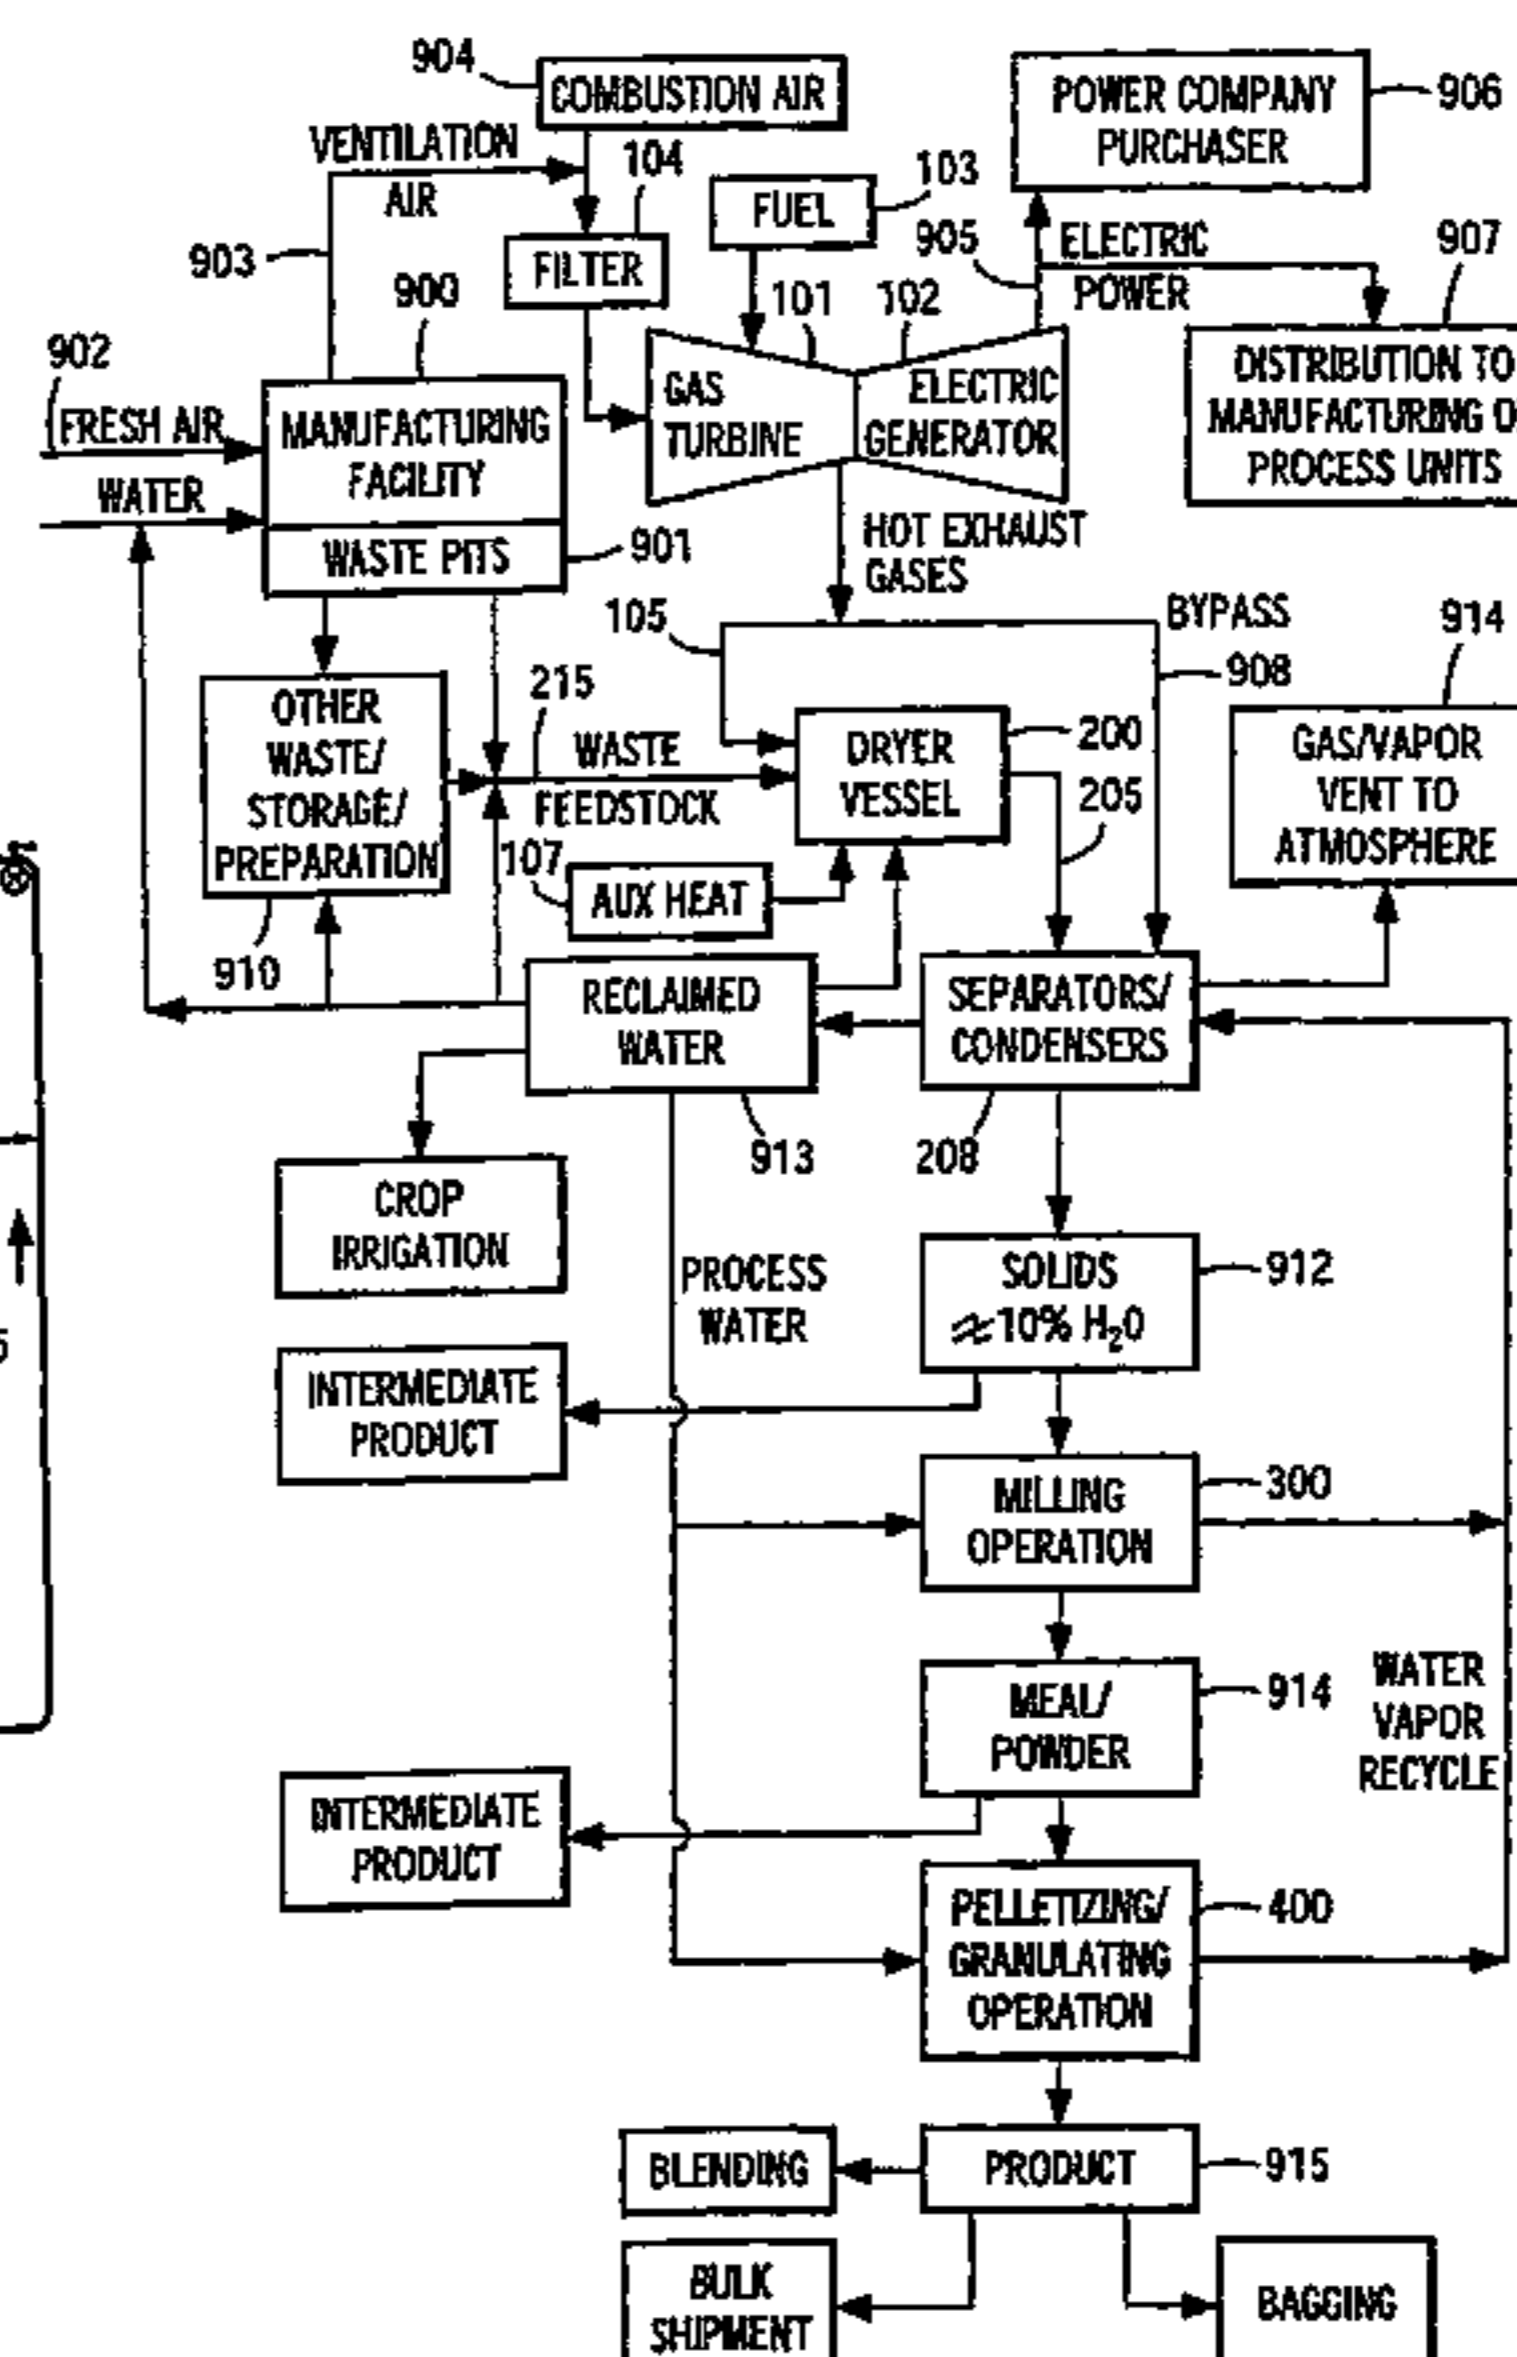 904
COMBUSTION AIR
POWER COMPANY
PURCHASER
906
VENTILATION
AIR
104
FUEL
103
903
FILTER
905
ELECTRIC
POWER
907
900
101
102
902
FRESH AIR
WATER
MANUFACTURING
FACILITY
WASTE PITS
901
GAS
TURBINE
ELECTRIC
GENERATOR
DISTRIBUTION TO
MANUFACTURING
PROCESS UNITS
HOT EXHAUST
GASES
105
BYPASS
908
914
215
OTHER
WASTE/
STORAGE/
PREPARATION
WASTE
FEEDSTOCK
DRYER
VESSEL
200
205
GAS/VAPOR
VENT TO
ATMOSPHERE
107
AUX HEAT
910
RECLAIMED
WATER
SEPARATORS/
CONDENSERS
913
208
CROP
IRRIGATION
PROCESS
WATER
SOLIDS
10% H₂O
912
INTERMEDIATE
PRODUCT
MILLING
OPERATION
300
MEAL/
POWDER
914
WATER
VAPOR
RECYCLE
INTERMEDIATE
PRODUCT
PELLETIZING/
GRANULATING
OPERATION
400
BLENDING
PRODUCT
915
BULK
SHIPMENT
BAGGING